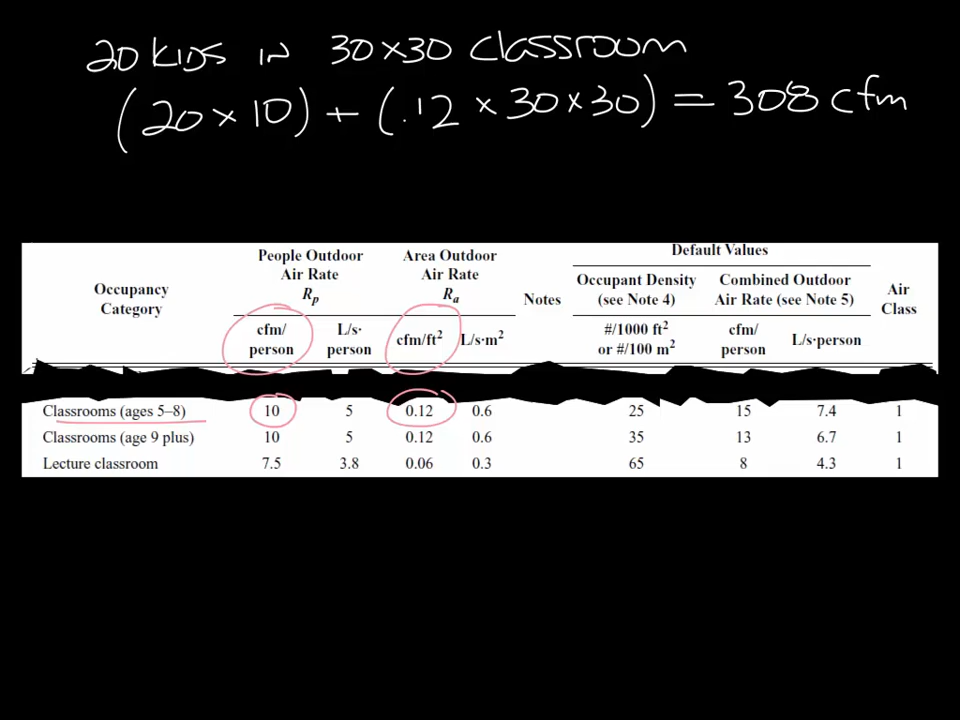 20 KIDS IN 30x30 classroom
(20 x 10) + (.12 x 30 x 30) = 308 cfm
Occupancy Category
People Outdoor Air Rate Rp
Area Outdoor Air Rate Ra
Notes
Default Values
Occupant Density (see Note 4)
Combined Outdoor Air Rate (see Note 5)
Air Class
cfm/person L/s·person cfm/ft² L/s·m² #/1000 ft² or #/100 m² cfm/person L/s·person
Classrooms (ages 5–8) 10 5 0.12 0.6 25 15 7.4 1
Classrooms (age 9 plus) 10 5 0.12 0.6 35 13 6.7 1
Lecture classroom 7.5 3.8 0.06 0.3 65 8 4.3 1